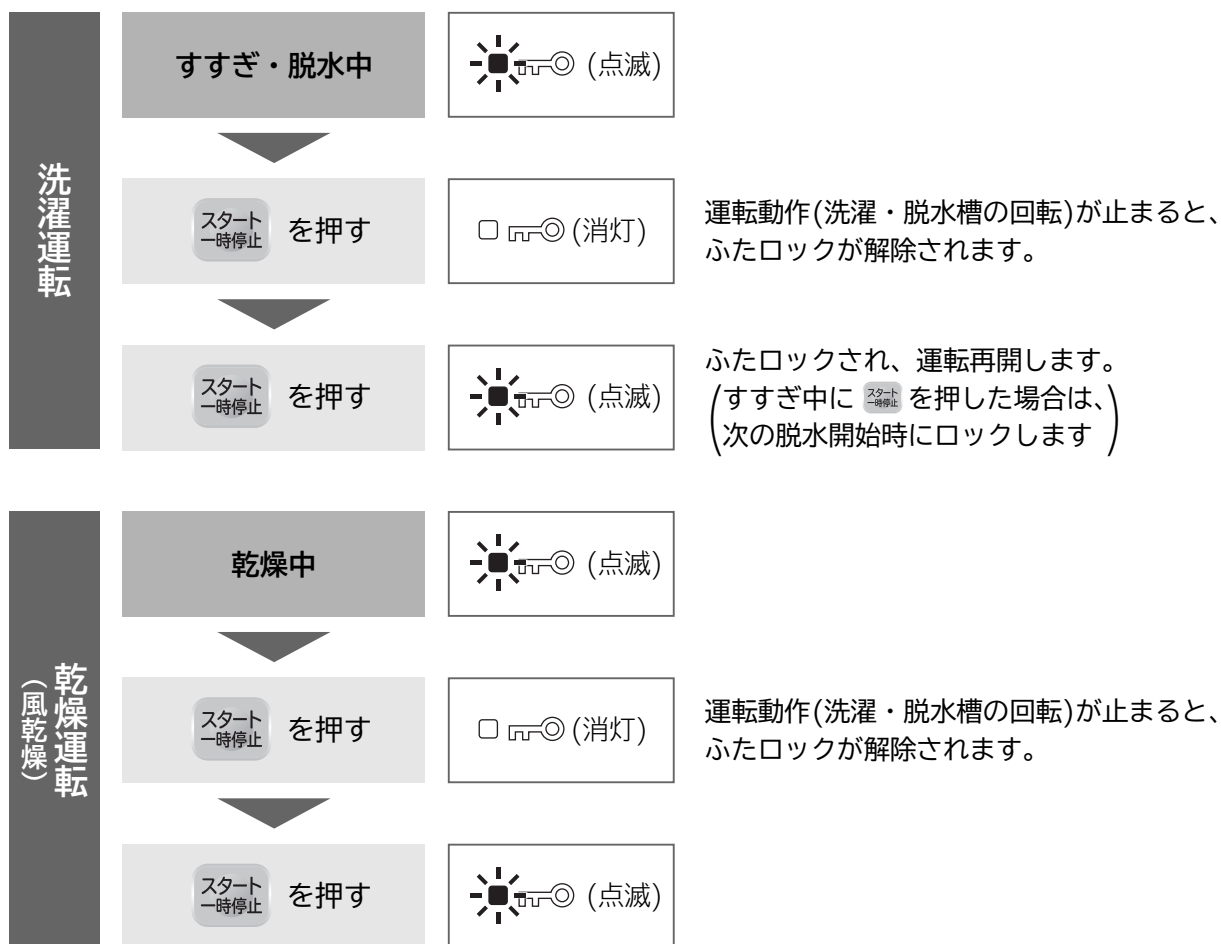 洗濯運転
すすぎ・脱水中
(点滅)
スタート
一時停止
を押す
(消灯)
運転動作(洗濯・脱水槽の回転)が止まると、
ふたロックが解除されます。
スタート
一時停止
を押す
(点滅)
ふたロックされ、運転再開します。
(すすぎ中に スタート 一時停止 を押した場合は、
次の脱水開始時にロックします)
乾燥運転
(風乾燥)
乾燥中
(点滅)
スタート
一時停止
を押す
(消灯)
運転動作(洗濯・脱水槽の回転)が止まると、
ふたロックが解除されます。
スタート
一時停止
を押す
(点滅)